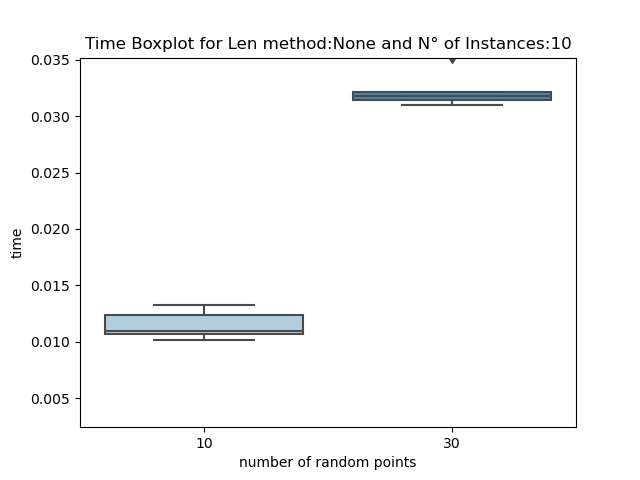 Time Boxplot for Len method:None and N° of Instances:10
0.035
0.030
0.025
0.020
0.015
0.010
0.005
time
10 30
number of random points